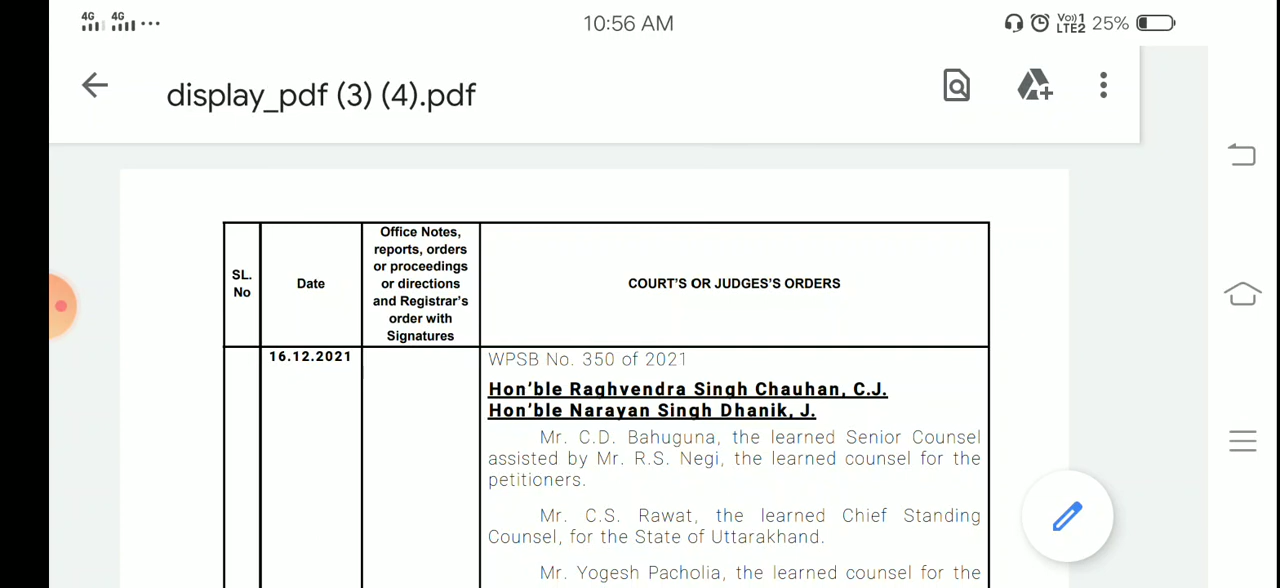 4G 4G 10:56 AM Vo)) 1 LTE2 25%
display_pdf (3) (4).pdf
SL. No
Date
Office Notes,
reports, orders
or proceedings
or directions
and Registrar's
order with
Signatures
COURT'S OR JUDGES'S ORDERS
16.12.2021
WPSB No. 350 of 2021
Hon'ble Raghvendra Singh Chauhan, C.J.
Hon'ble Narayan Singh Dhanik, J.
Mr. C.D. Bahuguna, the learned Senior Counsel
assisted by Mr. R.S. Negi, the learned counsel for the
petitioners.
Mr. C.S. Rawat, the learned Chief Standing
Counsel, for the State of Uttarakhand.
Mr. Yogesh Pacholia, the learned counsel for the